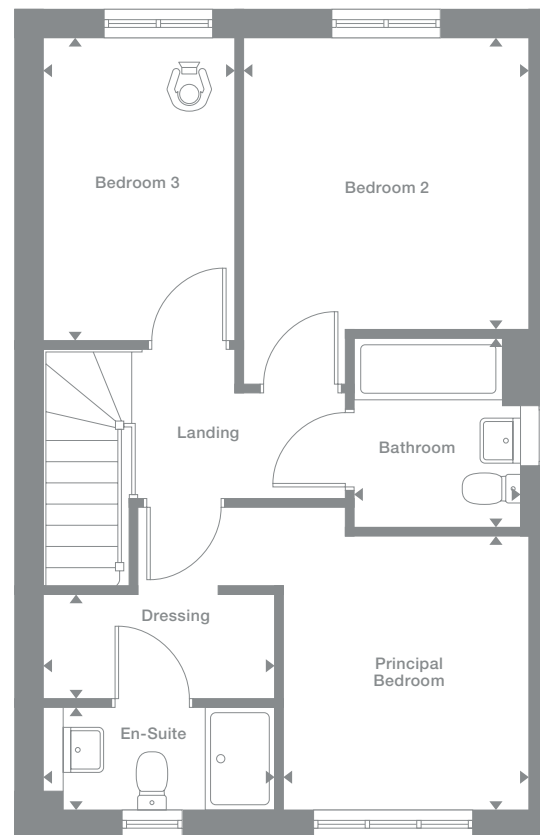 Bedroom 3
Bedroom 2
Landing
Bathroom
Dressing
Principal
Bedroom
En-Suite